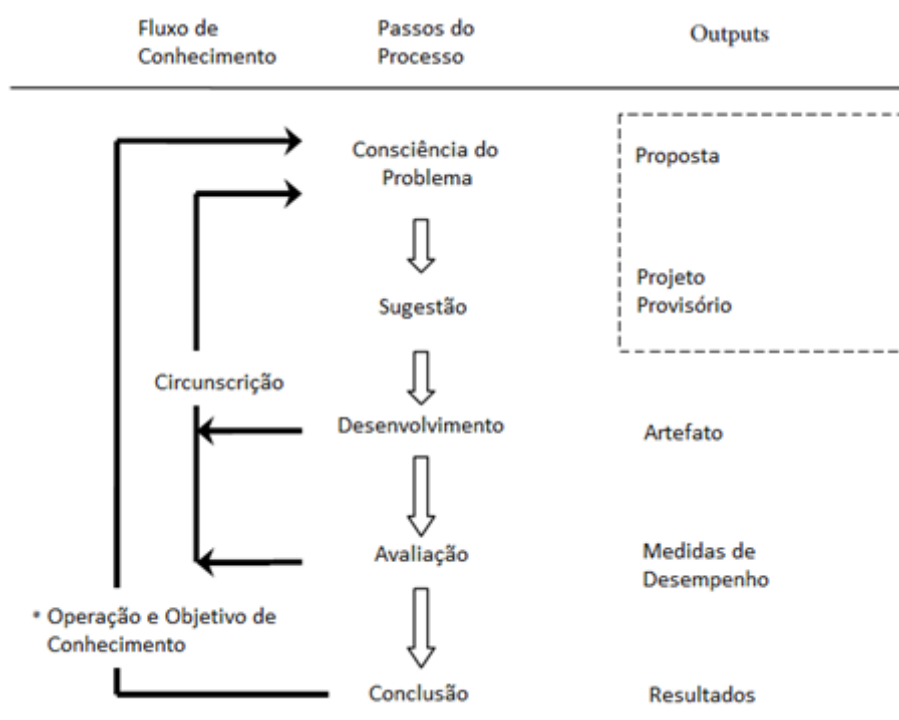 Fluxo de
Conhecimento
Passos do
Processo
Outputs
Consciência do
Problema
Proposta
Sugestão
Projeto
Provisório
Circunscrição
Desenvolvimento
Artefato
Avaliação
Medidas de
Desempenho
* Operação e Objetivo de
Conhecimento
Conclusão
Resultados